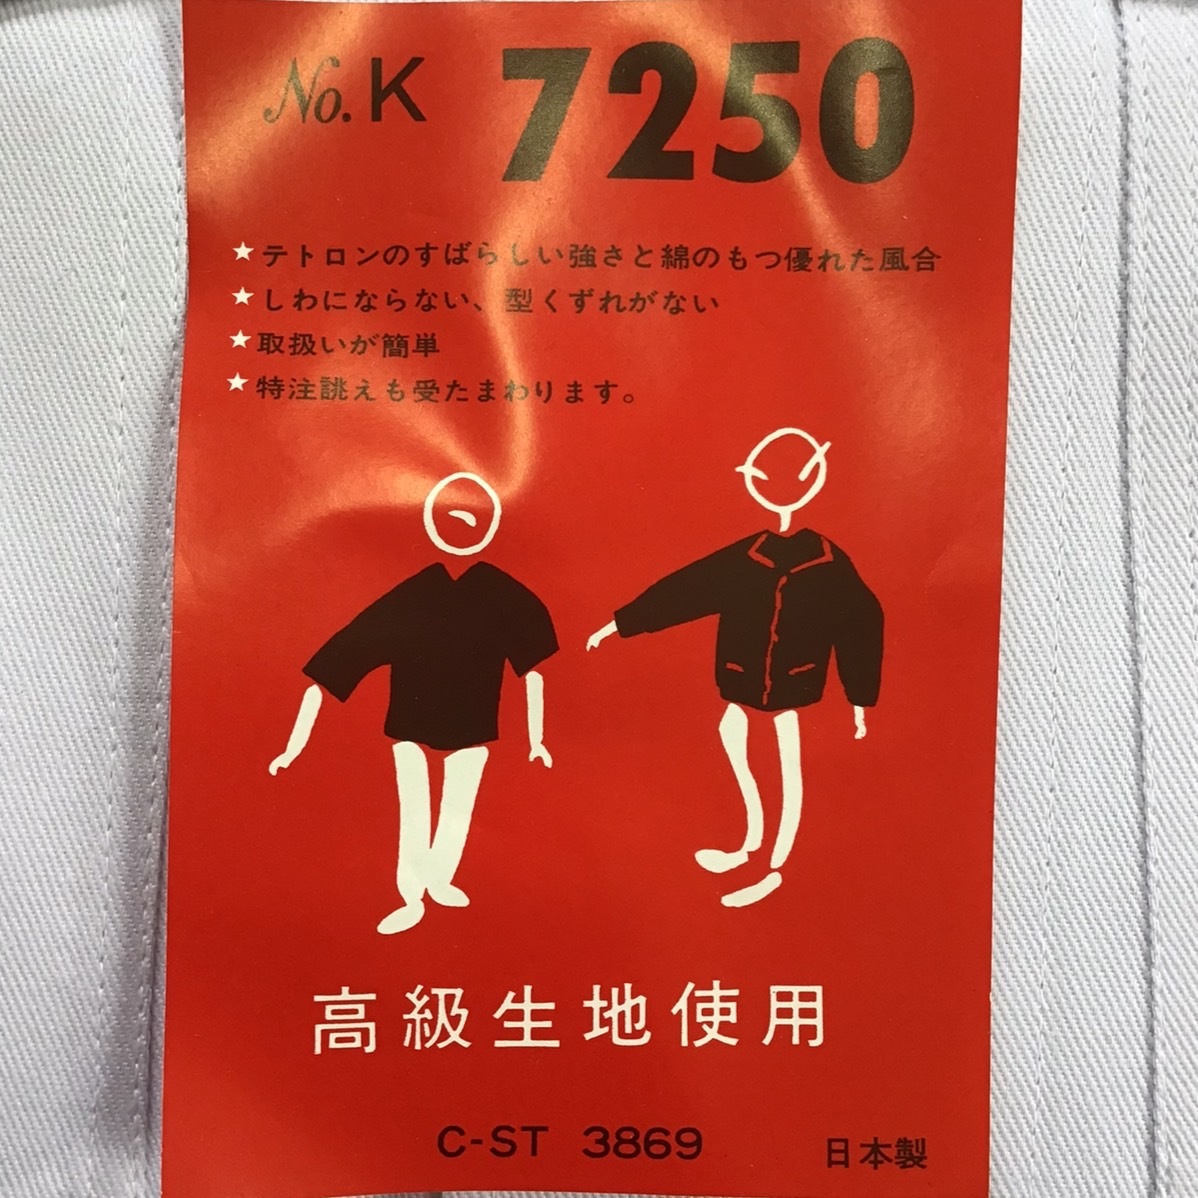 No. K 7250
★テトロンのすばらしい強さと綿のもつ優れた風合
★しわにならない、型くずれがない
★取扱いが簡単
★特注誂えも受たまわります。
高級生地使用
C-ST 3869 日本製